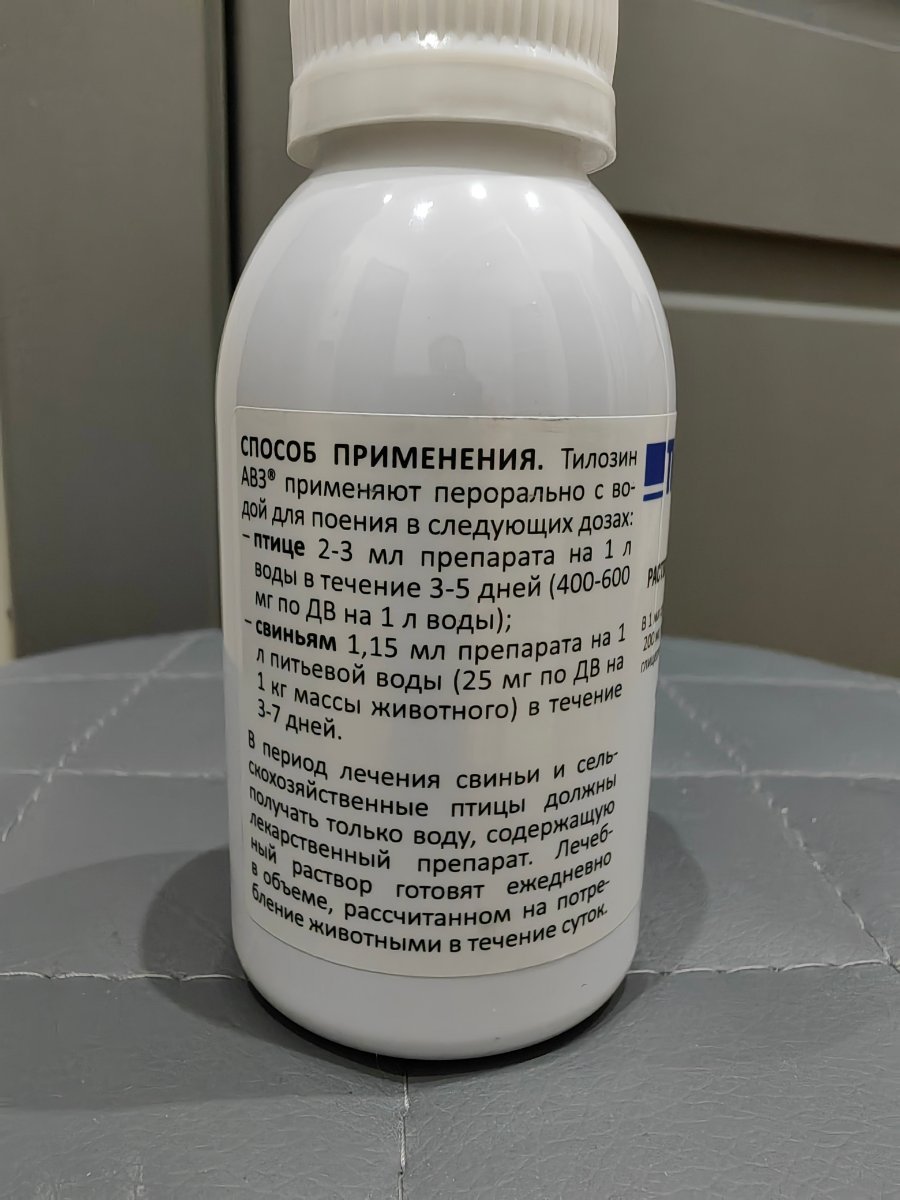 СПОСОБ ПРИМЕНЕНИЯ. Тилозин
АВЗ® применяют перорально с во-
дой для поения в следующих дозах:
- птице 2-3 мл препарата на 1 л
воды в течение 3-5 дней (400-600
мг по ДВ на 1 л воды);
- свиньям 1,15 мл препарата на 1
л питьевой воды (25 мг по ДВ на
1 кг массы животного) в течение
3-7 дней.
В период лечения свиньи и сель-
скохозяйственные птицы должны
получать только воду, содержащую
лекарственный препарат. Лечеб-
ный раствор готовят ежедневно
в объеме, рассчитанном на потре-
бление животными в течение суток.
В 1 мл
200 м